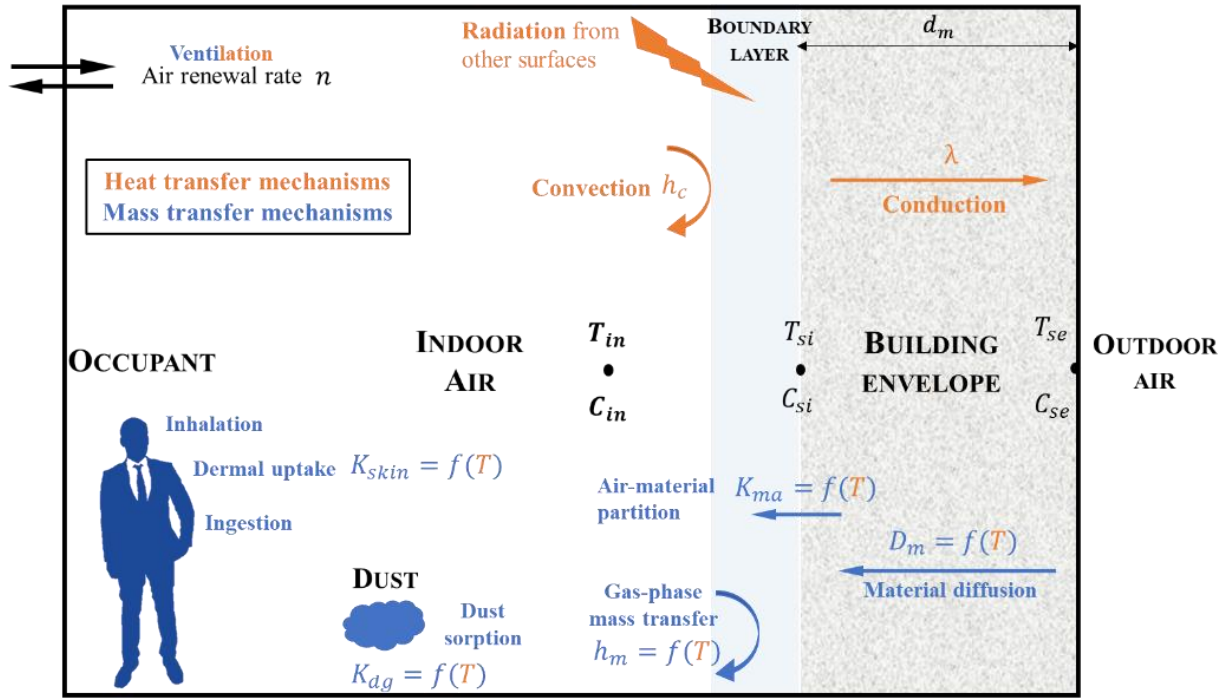 Ventilation
Air renewal rate n
Radiation from
other surfaces
BOUNDARY
LAYER
d_m
Heat transfer mechanisms
Mass transfer mechanisms
Convection h_c
λ
Conduction
OCCUPANT
INDOOR
AIR
T_in
C_in
T_si
C_si
BUILDING
ENVELOPE
T_se
C_se
OUTDOOR
AIR
Inhalation
Dermal uptake K_skin = f(T)
Ingestion
Air-material
partition
K_ma = f(T)
D_m = f(T)
Material diffusion
DUST
Dust
sorption
K_dg = f(T)
Gas-phase
mass transfer
h_m = f(T)